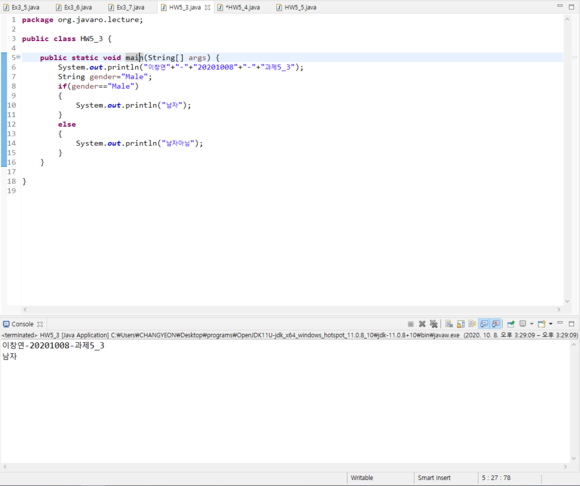 Ex3_5.java Ex3_6.java Ex3_7.java HW5_3.java *HW5_4.java HW5_5.java
1 package org.javaro.lecture;
2
3 public class HW5_3 {
4
5 public static void main(String[] args) {
6 System.out.println("이창연"+"-"+"20201008"+"-"+"과제5_3");
7 String gender="Male";
8 if(gender=="Male")
9 {
10 System.out.println("남자");
11 }
12 else
13 {
14 System.out.println("남자아님");
15 }
16 }
17
18 }
19
Console
<terminated> HW5_3 [Java Application] C:₩Users₩CHANGYEON₩Desktop₩programs₩OpenJDK11U-jdk_x64_windows_hotspot_11.0.8_10₩jdk-11.0.8+10₩bin₩javaw.exe (2020. 10. 8. 오후 3:29:09 – 오후 3:29:09)
이창연-20201008-과제5_3
남자
Writable Smart Insert 5 : 27 : 78